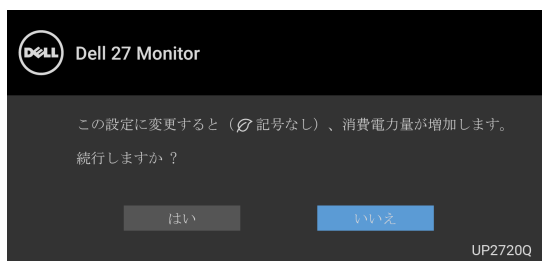 DELL
Dell 27 Monitor
この設定に変更すると（記号なし）、消費電力量が増加します。
続行しますか？
はい
いいえ
UP2720Q